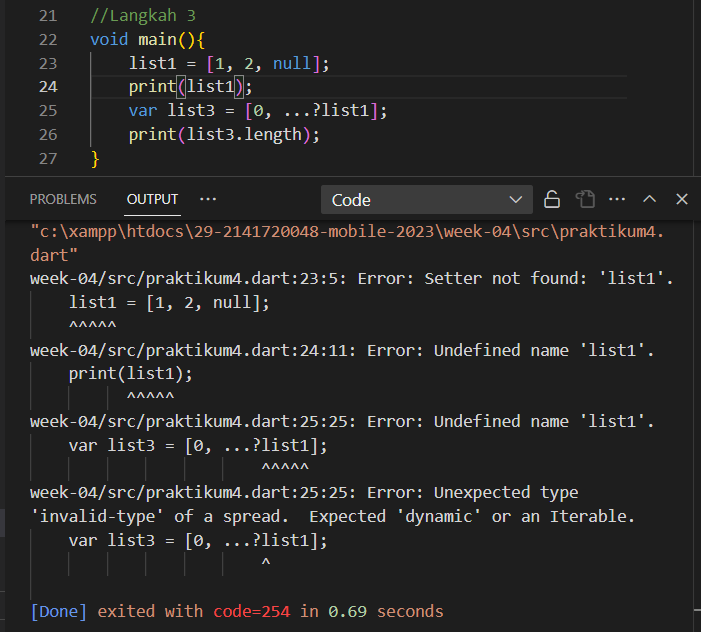 21 //Langkah 3
22 void main(){
23 list1 = [1, 2, null];
24 print(list1);
25 var list3 = [0, ...?list1];
26 print(list3.length);
27 }
PROBLEMS OUTPUT ··· Code ···
"c:\xampp\htdocs\29-2141720048-mobile-2023\week-04\src\praktikum4.
dart"
week-04/src/praktikum4.dart:23:5: Error: Setter not found: 'list1'.
list1 = [1, 2, null];
^^^^^
week-04/src/praktikum4.dart:24:11: Error: Undefined name 'list1'.
print(list1);
^^^^^
week-04/src/praktikum4.dart:25:25: Error: Undefined name 'list1'.
var list3 = [0, ...?list1];
^^^^^
week-04/src/praktikum4.dart:25:25: Error: Unexpected type
'invalid-type' of a spread.  Expected 'dynamic' or an Iterable.
var list3 = [0, ...?list1];
^
[Done] exited with code=254 in 0.69 seconds